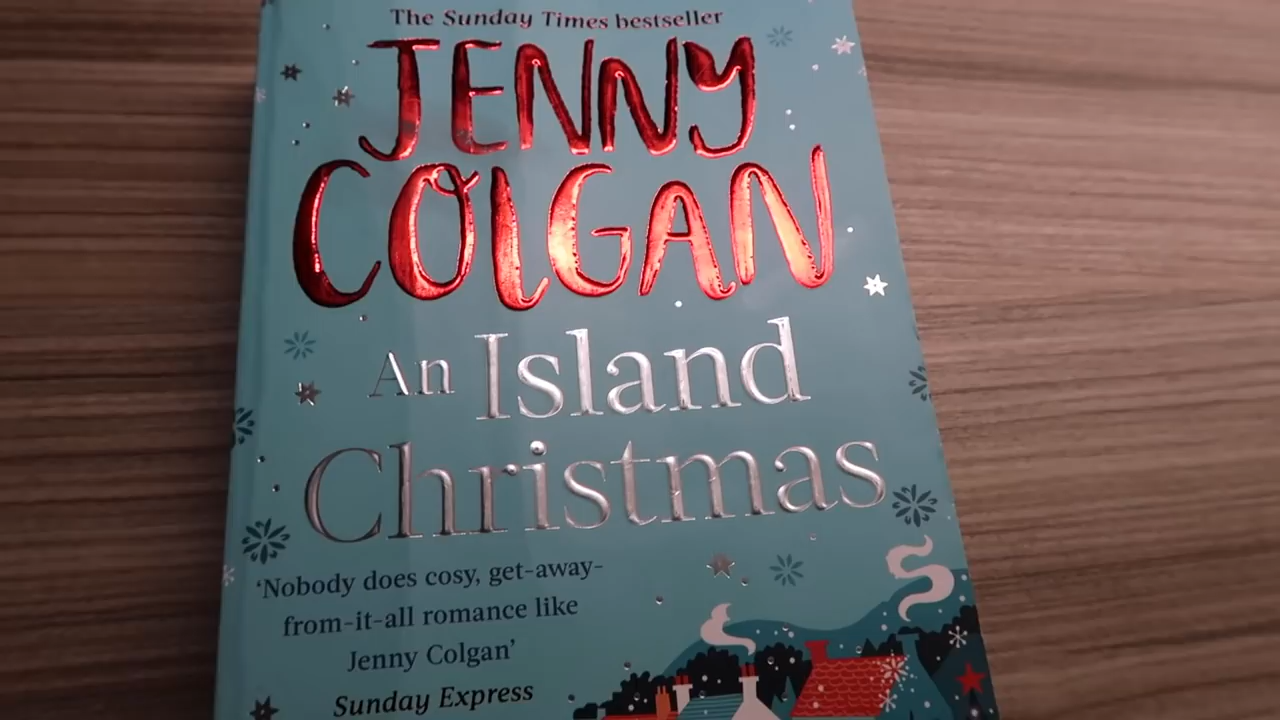 The Sunday Times bestseller
JENNY
COLGAN
An Island
Christmas
‘Nobody does cosy, get-away-
from-it-all romance like
Jenny Colgan’
Sunday Express